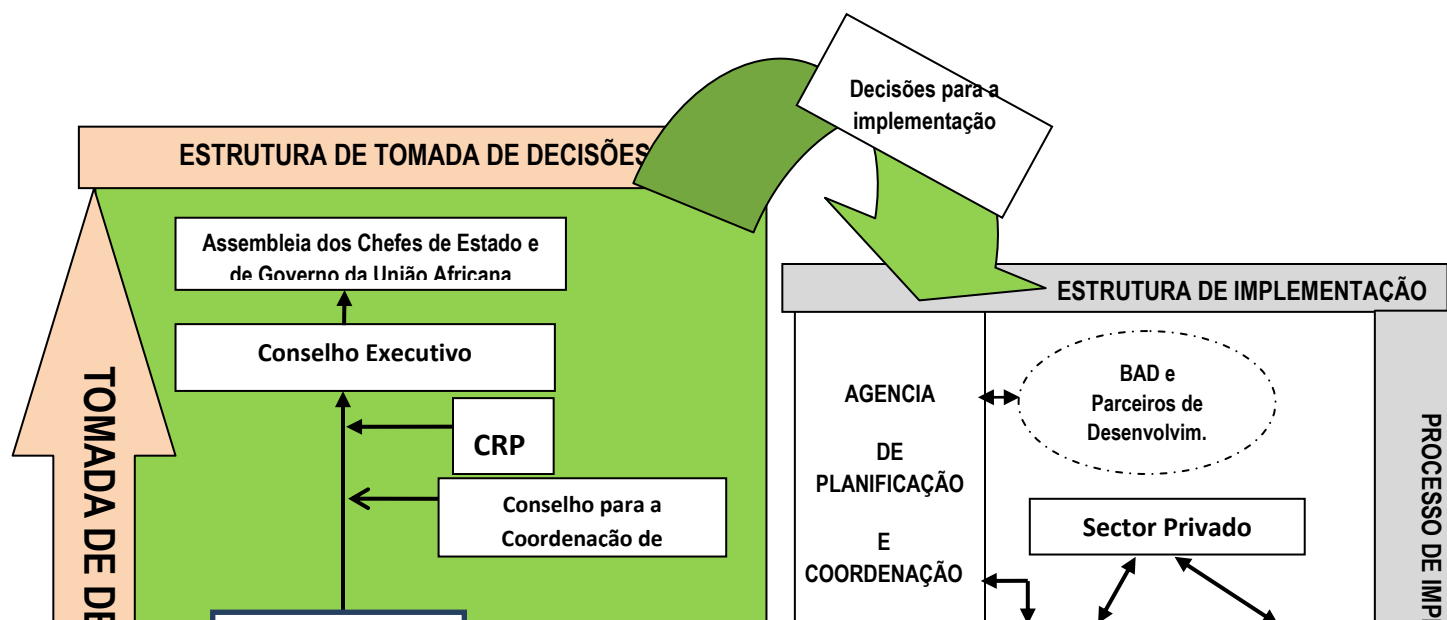 Decisões para a
implementação
ESTRUTURA DE TOMADA DE DECISÕES
Assembleia dos Chefes de Estado e
de Governo da União Africana
Conselho Executivo
CRP
Conselho para a
Coordenação de
TOMADA DE DE
ESTRUTURA DE IMPLEMENTAÇÃO
AGENCIA
DE
PLANIFICAÇÃO
E
COORDENAÇÃO
BAD e
Parceiros de
Desenvolvim.
Sector Privado
PROCESSO DE IMP